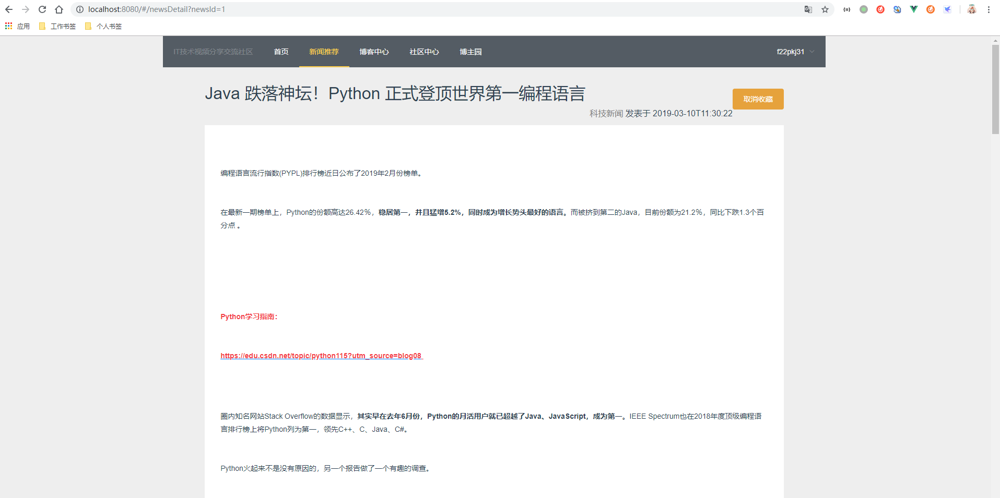 localhost:8080/#/newsDetail?newsId=1
应用 工作书签 个人书签
IT技术视频分享交流社区 首页 新闻推荐 博客中心 社区中心 博主园 f22pkj31
Java 跌落神坛！Python 正式登顶世界第一编程语言
取消收藏
科技新闻 发表于 2019-03-10T11:30:22
编程语言流行指数(PYPL)排行榜近日公布了2019年2月份榜单。
在最新一期榜单上，Python的份额高达26.42%，稳居第一，并且猛增5.2%，同时成为增长势头最好的语言。而被挤到第二的Java，目前份额为21.2%，同比下跌1.3个百
分点 。
Python学习指南：
https://edu.csdn.net/topic/python115?utm_source=blog08
圈内知名网站Stack Overflow的数据显示，其实早在去年6月份，Python的月活用户就已超越了Java、JavaScript，成为第一。IEEE Spectrum也在2018年度顶级编程语
言排行榜上将Python列为第一，领先C++、C、Java、C#。
Python火起来不是没有原因的，另一个报告做了一个有趣的调查。